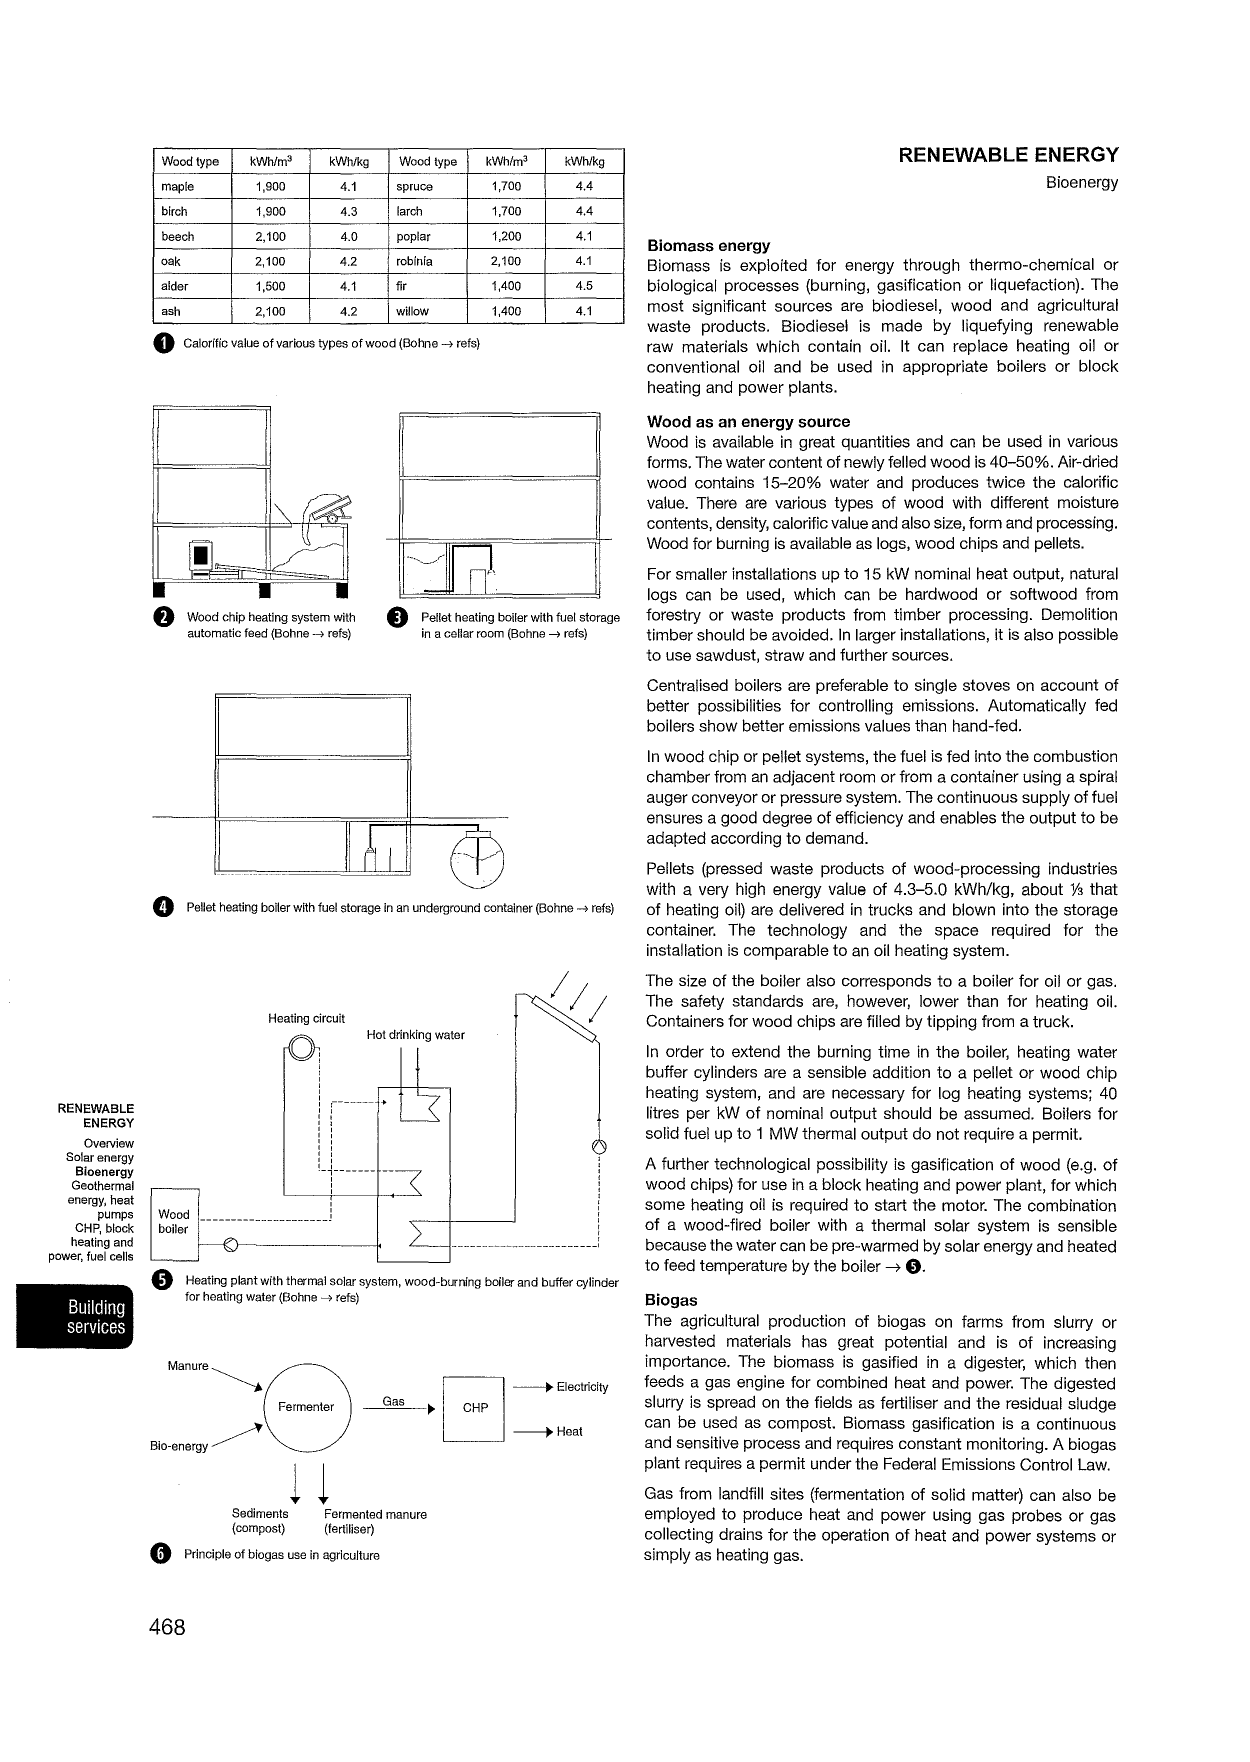 RENEWABLE ENERGY
Bioenergy
Wood type kWh/m³ kWh/kg Wood type kWh/m³ kWh/kg
maple 1,900 4.1 spruce 1,700 4.4
birch 1,900 4.3 larch 1,700 4.4
beech 2,100 4.0 poplar 1,200 4.1
oak 2,100 4.2 robinia 2,100 4.1
alder 1,500 4.1 fir 1,400 4.5
ash 2,100 4.2 willow 1,400 4.1
1 Calorific value of various types of wood (Bohne → refs)
2 Wood chip heating system with
automatic feed (Bohne → refs)
3 Pellet heating boiler with fuel storage
in a cellar room (Bohne → refs)
4 Pellet heating boiler with fuel storage in an underground container (Bohne → refs)
Heating circuit
Hot drinking water
Wood
boiler
5 Heating plant with thermal solar system, wood-burning boiler and buffer cylinder
for heating water (Bohne → refs)
Manure
Bio-energy
Fermenter
Gas
CHP
Electricity
Heat
Sediments
(compost)
Fermented manure
(fertiliser)
6 Principle of biogas use in agriculture
RENEWABLE
ENERGY
Overview
Solar energy
Bioenergy
Geothermal
energy, heat
pumps
CHP, block
heating and
power, fuel cells
Building
services
Biomass energy
Biomass is exploited for energy through thermo-chemical or
biological processes (burning, gasification or liquefaction). The
most significant sources are biodiesel, wood and agricultural
waste products. Biodiesel is made by liquefying renewable
raw materials which contain oil. It can replace heating oil or
conventional oil and be used in appropriate boilers or block
heating and power plants.
Wood as an energy source
Wood is available in great quantities and can be used in various
forms. The water content of newly felled wood is 40–50%. Air-dried
wood contains 15–20% water and produces twice the calorific
value. There are various types of wood with different moisture
contents, density, calorific value and also size, form and processing.
Wood for burning is available as logs, wood chips and pellets.
For smaller installations up to 15 kW nominal heat output, natural
logs can be used, which can be hardwood or softwood from
forestry or waste products from timber processing. Demolition
timber should be avoided. In larger installations, it is also possible
to use sawdust, straw and further sources.
Centralised boilers are preferable to single stoves on account of
better possibilities for controlling emissions. Automatically fed
boilers show better emissions values than hand-fed.
In wood chip or pellet systems, the fuel is fed into the combustion
chamber from an adjacent room or from a container using a spiral
auger conveyor or pressure system. The continuous supply of fuel
ensures a good degree of efficiency and enables the output to be
adapted according to demand.
Pellets (pressed waste products of wood-processing industries
with a very high energy value of 4.3–5.0 kWh/kg, about ⅓ that
of heating oil) are delivered in trucks and blown into the storage
container. The technology and the space required for the
installation is comparable to an oil heating system.
The size of the boiler also corresponds to a boiler for oil or gas.
The safety standards are, however, lower than for heating oil.
Containers for wood chips are filled by tipping from a truck.
In order to extend the burning time in the boiler, heating water
buffer cylinders are a sensible addition to a pellet or wood chip
heating system, and are necessary for log heating systems; 40
litres per kW of nominal output should be assumed. Boilers for
solid fuel up to 1 MW thermal output do not require a permit.
A further technological possibility is gasification of wood (e.g. of
wood chips) for use in a block heating and power plant, for which
some heating oil is required to start the motor. The combination
of a wood-fired boiler with a thermal solar system is sensible
because the water can be pre-warmed by solar energy and heated
to feed temperature by the boiler → 5.
Biogas
The agricultural production of biogas on farms from slurry or
harvested materials has great potential and is of increasing
importance. The biomass is gasified in a digester, which then
feeds a gas engine for combined heat and power. The digested
slurry is spread on the fields as fertiliser and the residual sludge
can be used as compost. Biomass gasification is a continuous
and sensitive process and requires constant monitoring. A biogas
plant requires a permit under the Federal Emissions Control Law.
Gas from landfill sites (fermentation of solid matter) can also be
employed to produce heat and power using gas probes or gas
collecting drains for the operation of heat and power systems or
simply as heating gas.
468